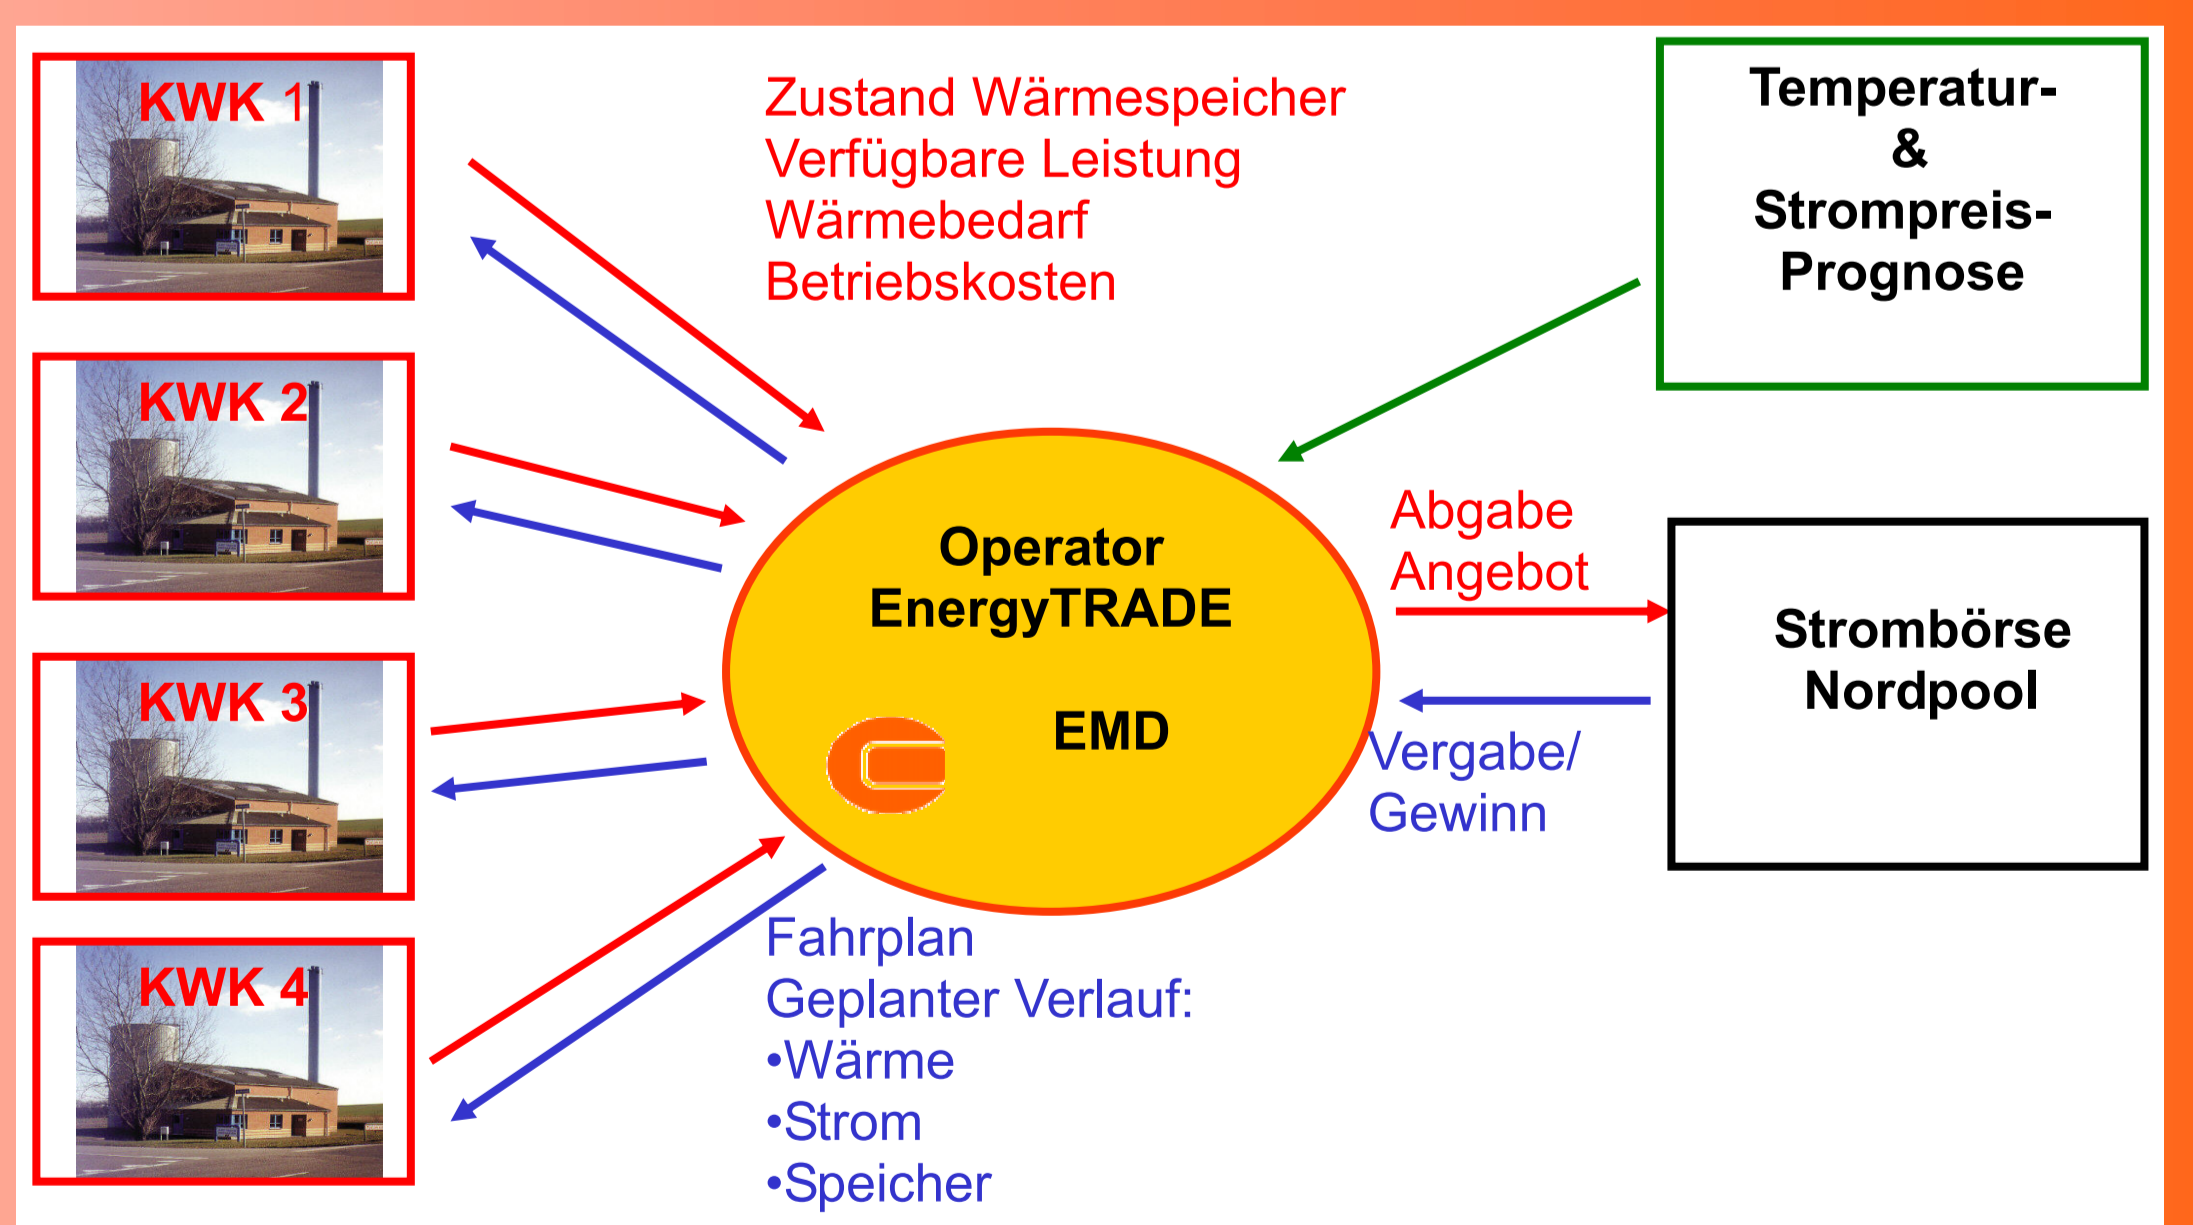 KWK 1
KWK 2
KWK 3
KWK 4
Zustand Wärmespeicher
Verfügbare Leistung
Wärmebedarf
Betriebskosten
Temperatur-
&
Strompreis-
Prognose
Operator
EnergyTRADE
EMD
Abgabe
Angebot
Strombörse
Nordpool
Vergabe/
Gewinn
Fahrplan
Geplanter Verlauf:
•Wärme
•Strom
•Speicher